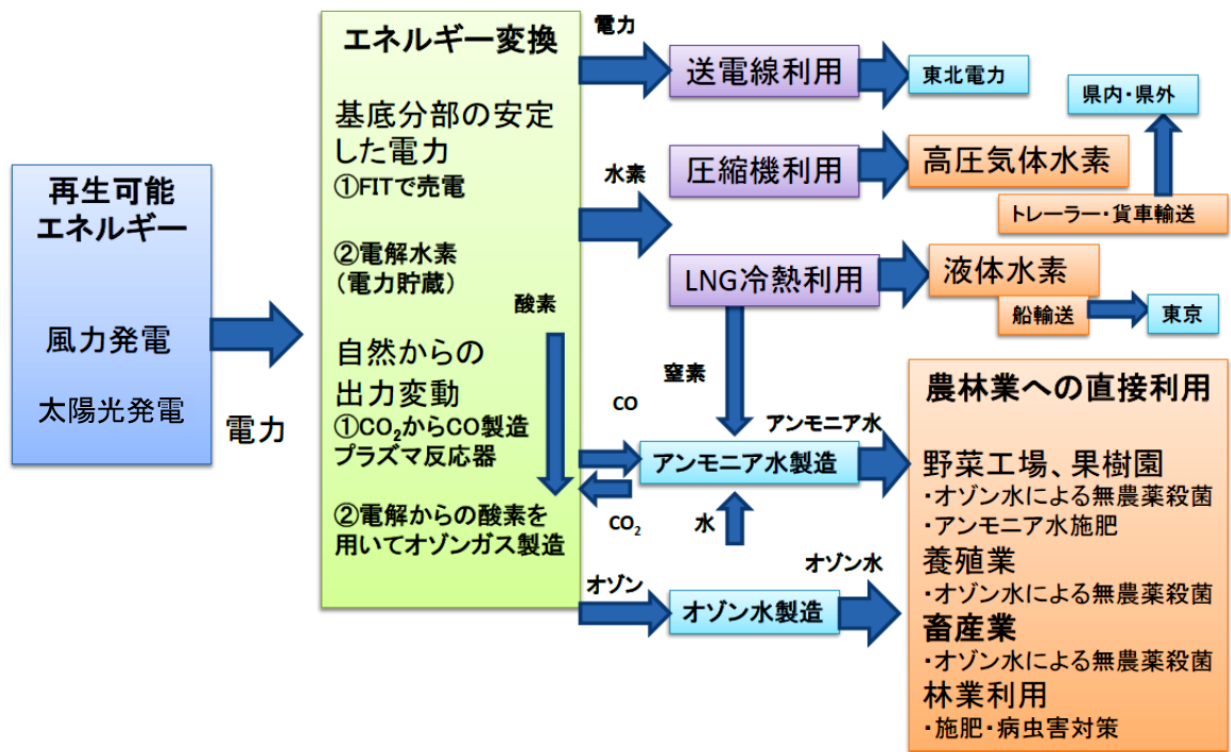 再生可能
エネルギー
風力発電
太陽光発電
電力
エネルギー変換
基底分部の安定
した電力
①FITで売電
②電解水素
（電力貯蔵）
酸素
自然からの
出力変動
①CO₂からCO製造
プラズマ反応器
②電解からの酸素を
用いてオゾンガス製造
電力
送電線利用
東北電力
水素
圧縮機利用
高圧気体水素
県内・県外
トレーラー・貨車輸送
LNG冷熱利用
液体水素
船輸送
東京
窒素
CO
CO₂
アンモニア水製造
アンモニア水
水
オゾン
オゾン水製造
オゾン水
農林業への直接利用
野菜工場、果樹園
・オゾン水による無農薬殺菌
・アンモニア水施肥
養殖業
・オゾン水による無農薬殺菌
畜産業
・オゾン水による無農薬殺菌
林業利用
・施肥・病虫害対策